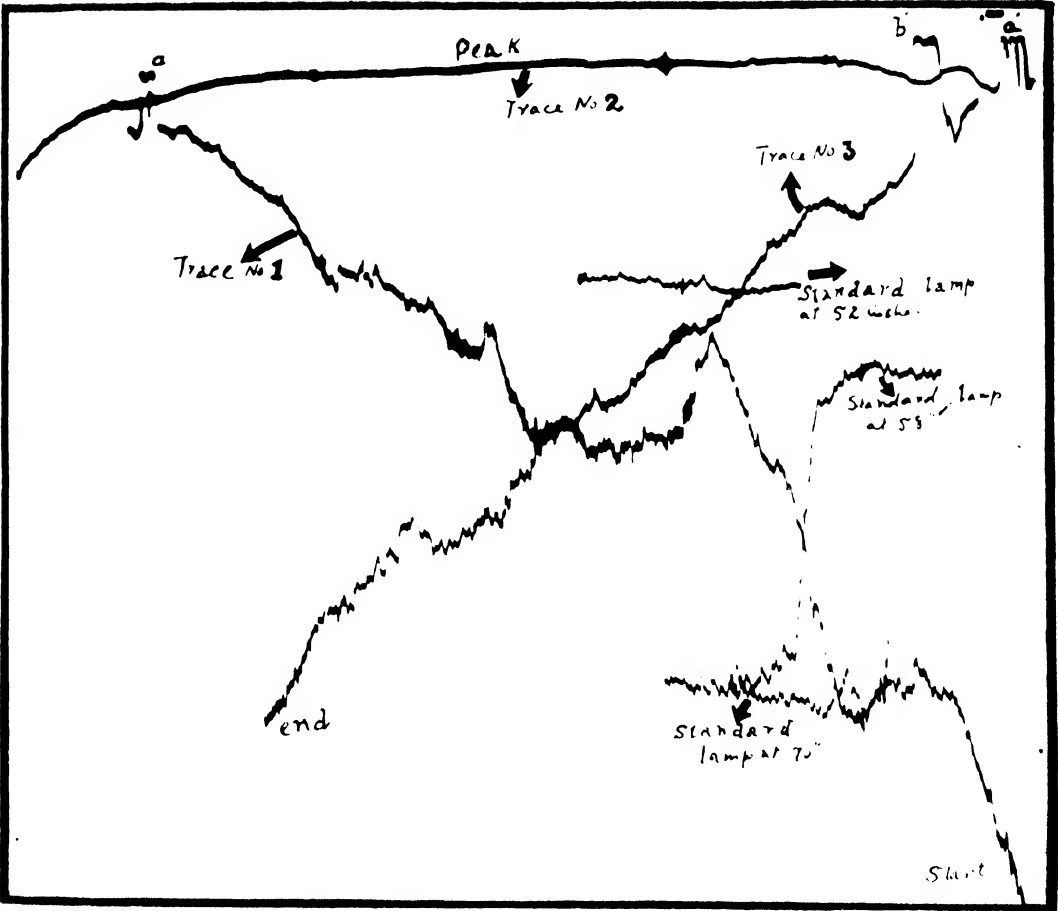 b
a
a
Peak
Trace No 2
Trace No 3
Trace No 1
Standard lamp
at 52 inche.
Standard lamp
at 58"
end
Standard
lamp at 70"
Start